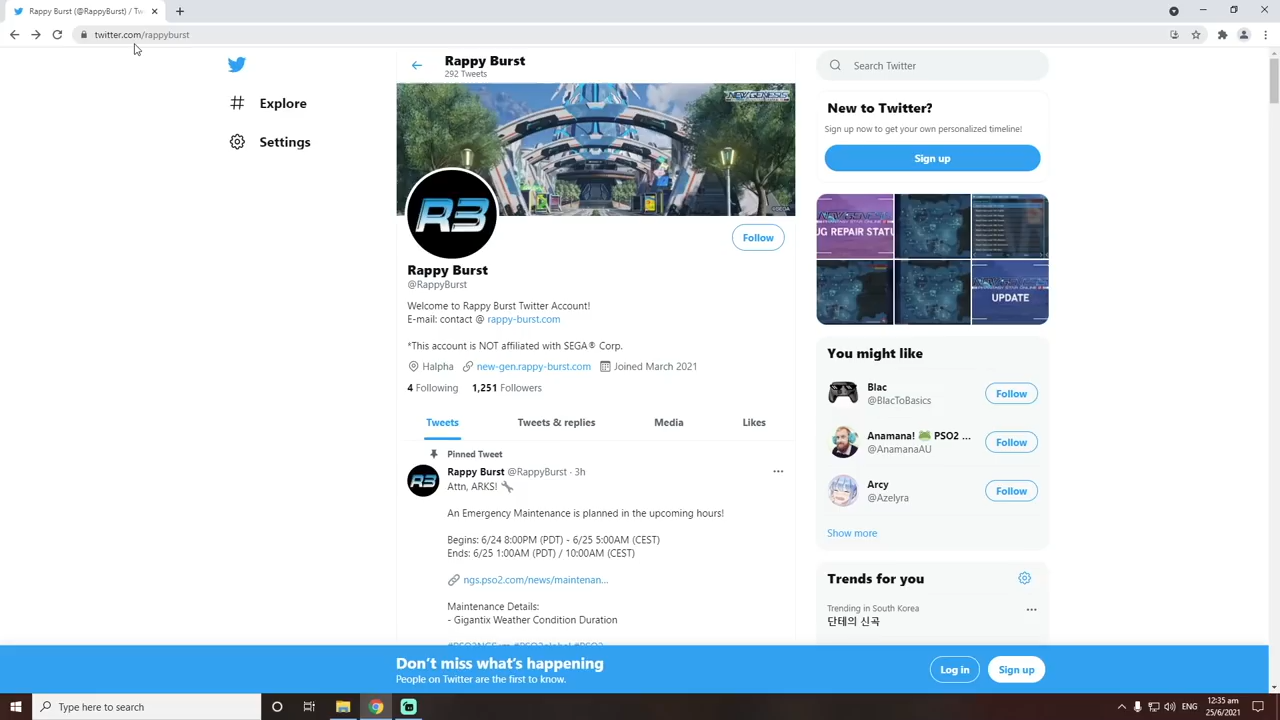 Rappy Burst (@RappyBurst) / Tw
twitter.com/rappyburst
Explore
Settings
Rappy Burst
292 Tweets
NEW GENESIS
©SEGA
R3
Follow
Rappy Burst
@RappyBurst
Welcome to Rappy Burst Twitter Account!
E-mail: contact @ rappy-burst.com
*This account is NOT affiliated with SEGA® Corp.
Halpha new-gen.rappy-burst.com Joined March 2021
4 Following 1,251 Followers
Tweets Tweets & replies Media Likes
Pinned Tweet
R3
Rappy Burst @RappyBurst · 3h
Attn, ARKS! 🔧
An Emergency Maintenance is planned in the upcoming hours!
Begins: 6/24 8:00PM (PDT) - 6/25 5:00AM (CEST)
Ends: 6/25 1:00AM (PDT) / 10:00AM (CEST)
ngs.pso2.com/news/maintenan...
Maintenance Details:
- Gigantix Weather Condition Duration
Search Twitter
New to Twitter?
Sign up now to get your own personalized timeline!
Sign up
UG REPAIR STATU
UPDATE
You might like
Blac
@BlacToBasics
Follow
Anamana! 🐸 PSO2 ...
@AnamanaAU
Follow
Arcy
@Azelyra
Follow
Show more
Trends for you
Trending in South Korea
단테의 신곡
Don't miss what's happening
People on Twitter are the first to know.
Log in
Sign up
Type here to search
ENG
12:35 am
25/6/2021